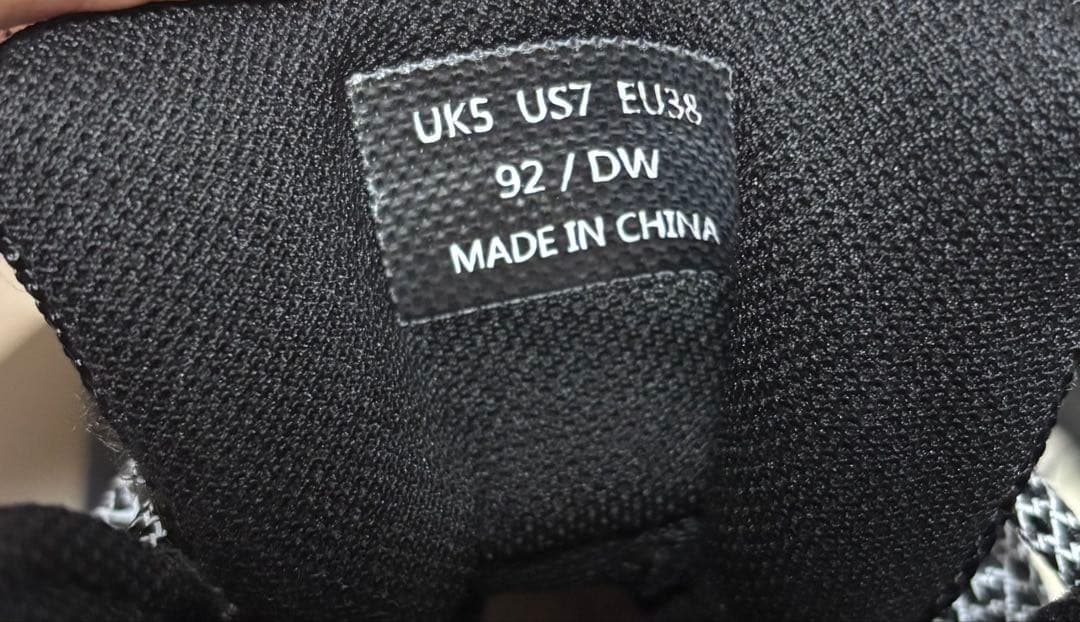 UK5 US7 EU38
92 / DW
MADE IN CHINA